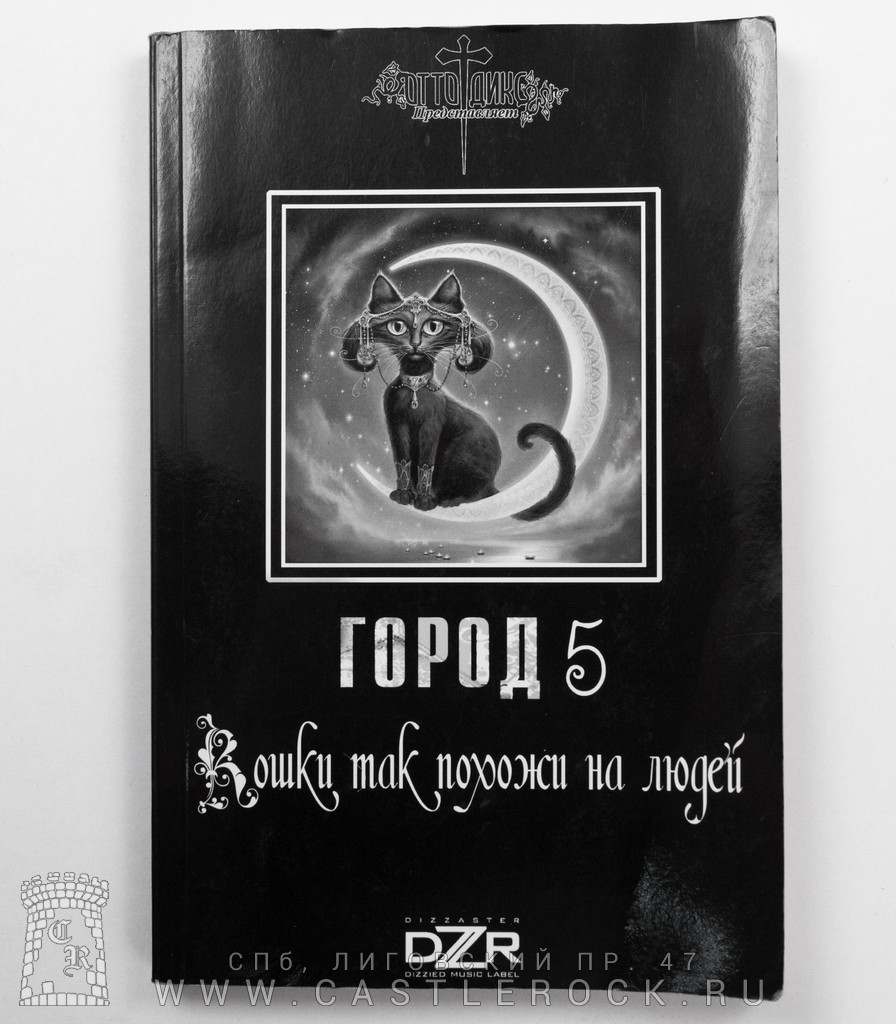 ОТТО ДИКС
Представляет
ГОРОД 5
Кошки так похожи на людей
DIZZASTER
DZR
DIZZIED MUSIC LABEL
CR
СПБ, ЛИГОВСКИЙ ПР. 47
WWW.CASTLEROCK.RU